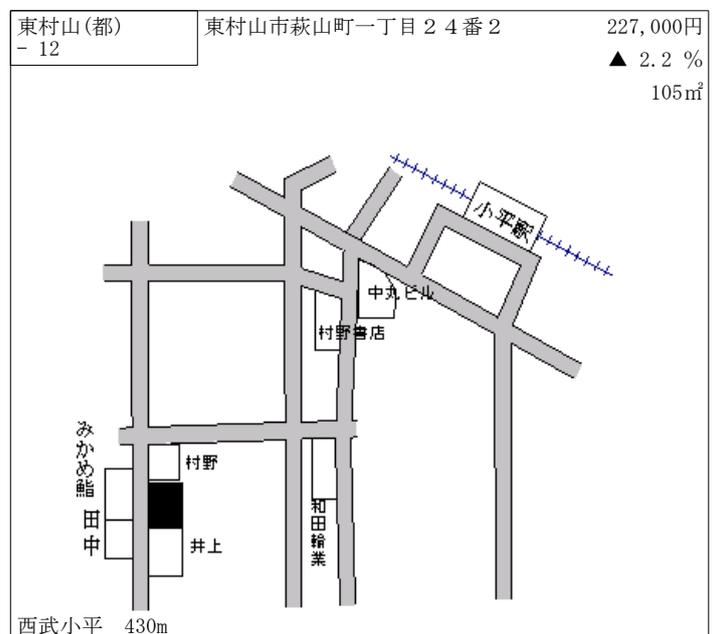 東村山(都)
- 12
東村山市萩山町一丁目２４番２
227,000円
▲ 2.2 %
105㎡
小平駅
中丸ビル
村野書店
みかめ鮨
村野
田中
井上
和田輪業
西武小平 430m